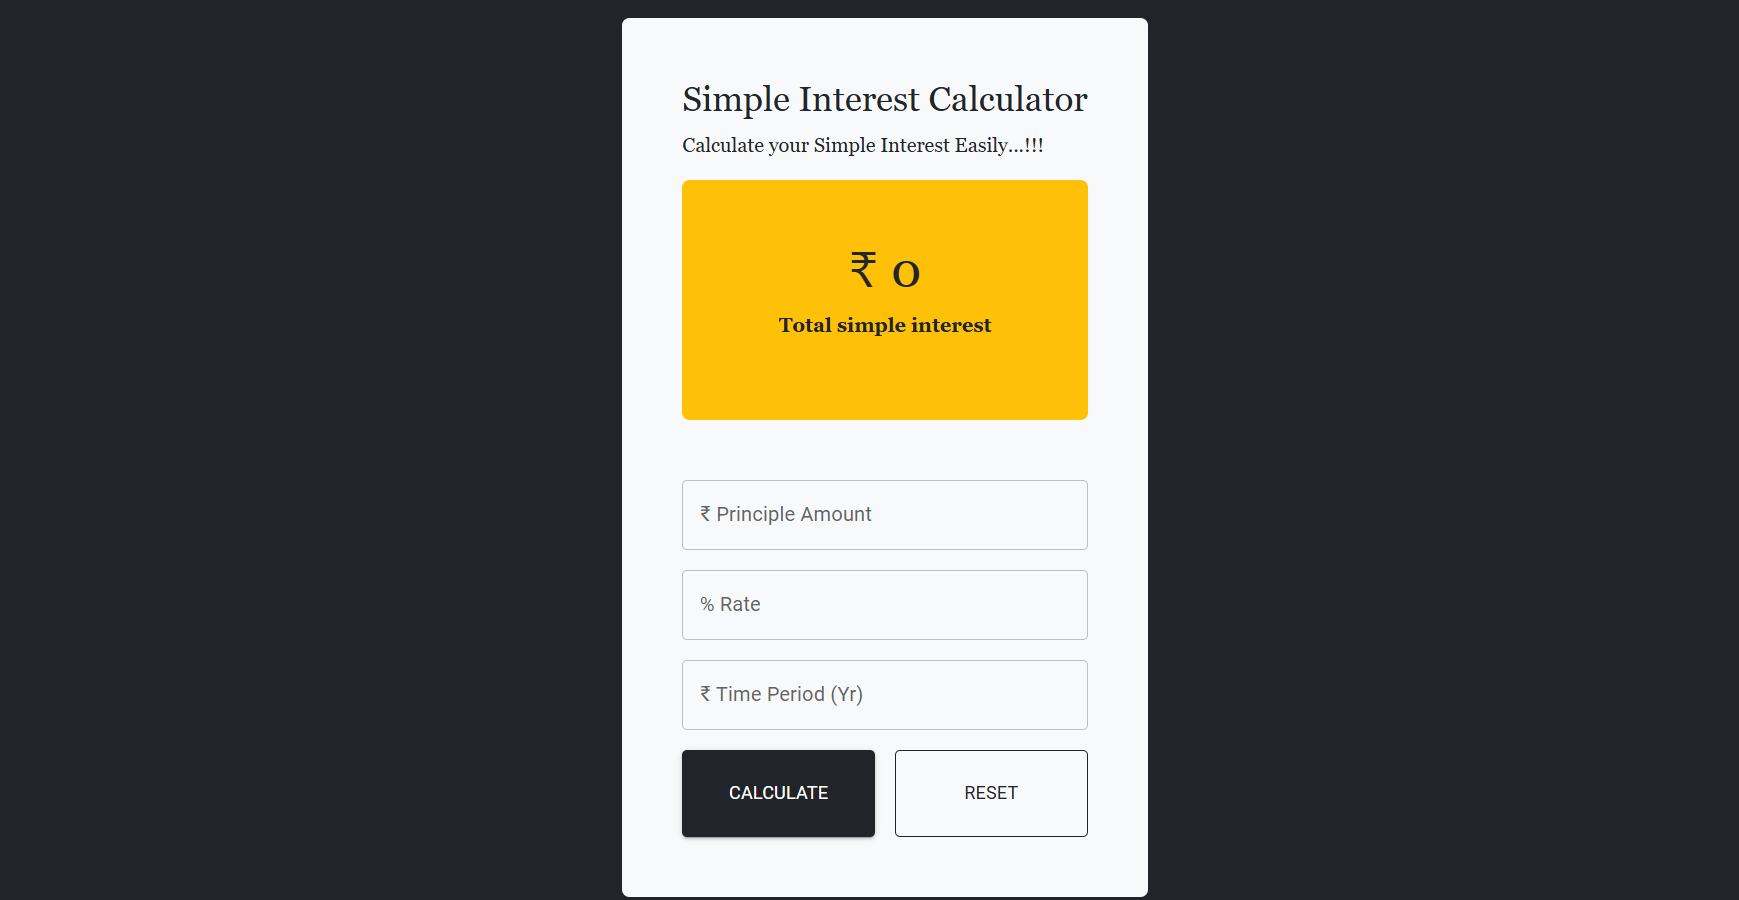 Simple Interest Calculator
Calculate your Simple Interest Easily...!!!
₹ 0
Total simple interest
₹ Principle Amount
% Rate
₹ Time Period (Yr)
CALCULATE
RESET